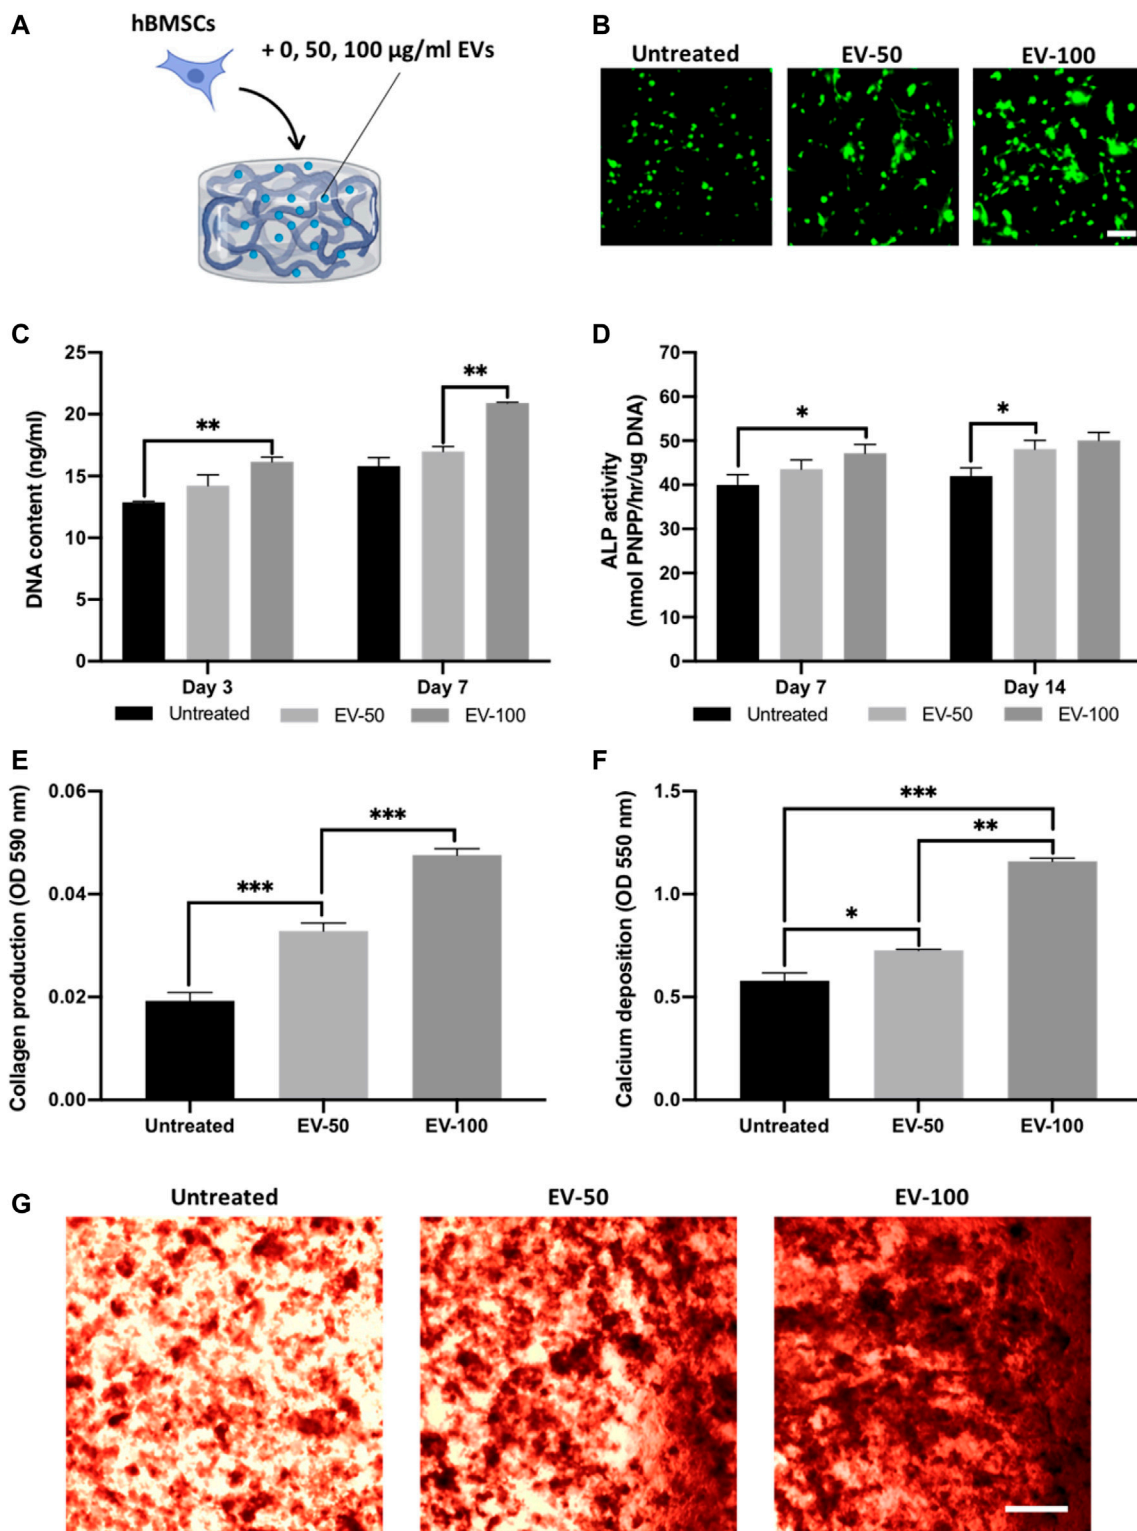 A
hBMSCs
+ 0, 50, 100 µg/ml EVs
B
Untreated EV-50 EV-100
C
DNA content (ng/ml)
25
20
15
10
5
0
** **
Day 3 Day 7
Untreated EV-50 EV-100
D
ALP activity
(nmol PNPP/hr/ug DNA)
70
60
50
40
30
20
10
0
* *
Day 7 Day 14
Untreated EV-50 EV-100
E
Collagen production (OD 590 nm)
0.06
0.04
0.02
0.00
***
***
Untreated EV-50 EV-100
F
Calcium deposition (OD 550 nm)
1.5
1.0
0.5
0.0
***
**
*
Untreated EV-50 EV-100
G
Untreated EV-50 EV-100